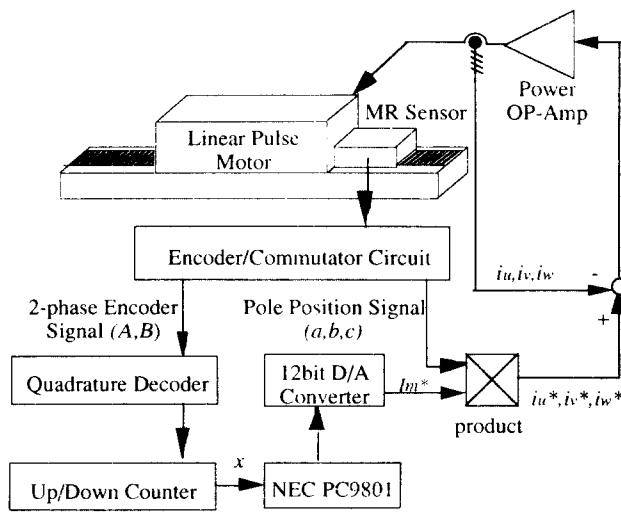 Power
OP-Amp
MR Sensor
Linear Pulse
Motor
Encoder/Commutator Circuit
iu,iv,iw
-
+
2-phase Encoder
Signal (A,B)
Pole Position Signal
(a,b,c)
Quadrature Decoder
12bit D/A
Converter
Im*
iu*,iv*,iw*
product
Up/Down Counter
x
NEC PC9801